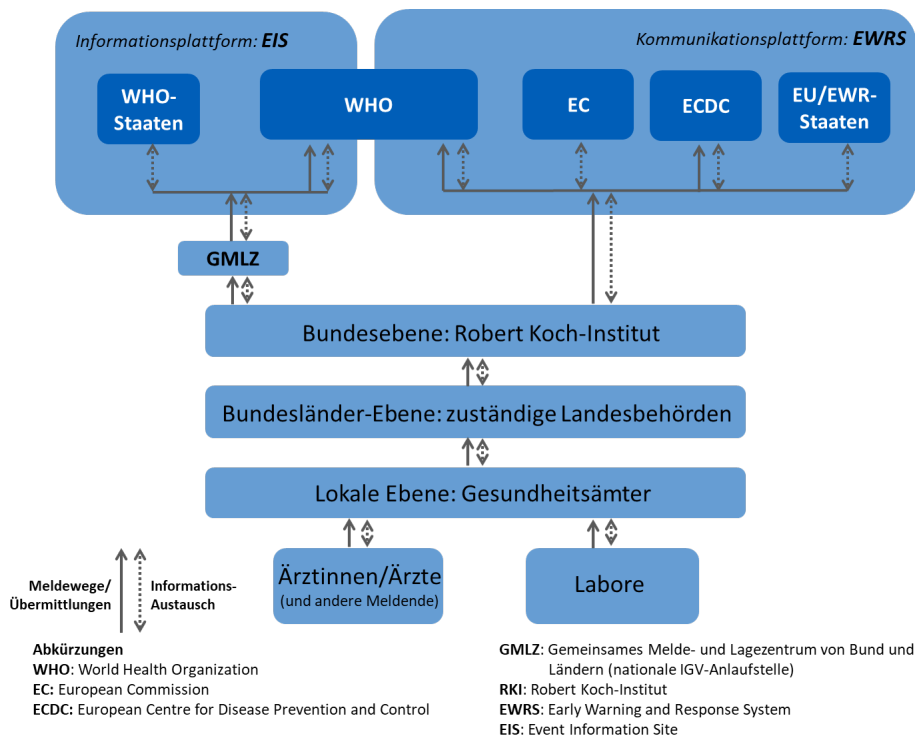 Informationsplattform: EIS
Kommunikationsplattform: EWRS
WHO-
Staaten
WHO
EC
ECDC
EU/EWR-
Staaten
GMLZ
Bundesebene: Robert Koch-Institut
Bundesländer-Ebene: zuständige Landesbehörden
Lokale Ebene: Gesundheitsämter
Ärztinnen/Ärzte
(und andere Meldende)
Labore
Meldewege/
Übermittlungen
Informations-
Austausch
Abkürzungen
WHO: World Health Organization
EC: European Commission
ECDC: European Centre for Disease Prevention and Control
GMLZ: Gemeinsames Melde- und Lagezentrum von Bund und
Ländern (nationale IGV-Anlaufstelle)
RKI: Robert Koch-Institut
EWRS: Early Warning and Response System
EIS: Event Information Site